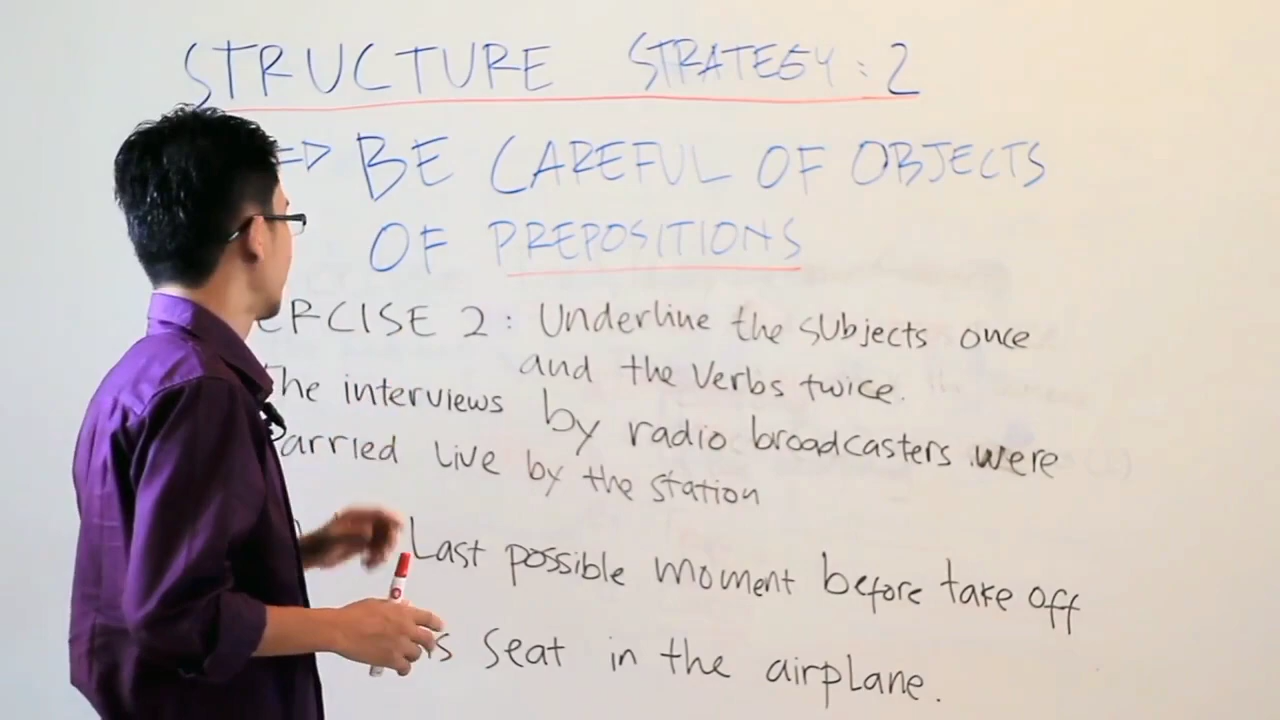 STRUCTURE STRATEGY : 2
=> BE CAREFUL OF OBJECTS
OF PREPOSITIONS
ERCISE 2 : Underline the subjects once
and the Verbs twice.
The interviews by radio broadcasters were
carried Live by the station
Last possible moment before take off
seat in the airplane.